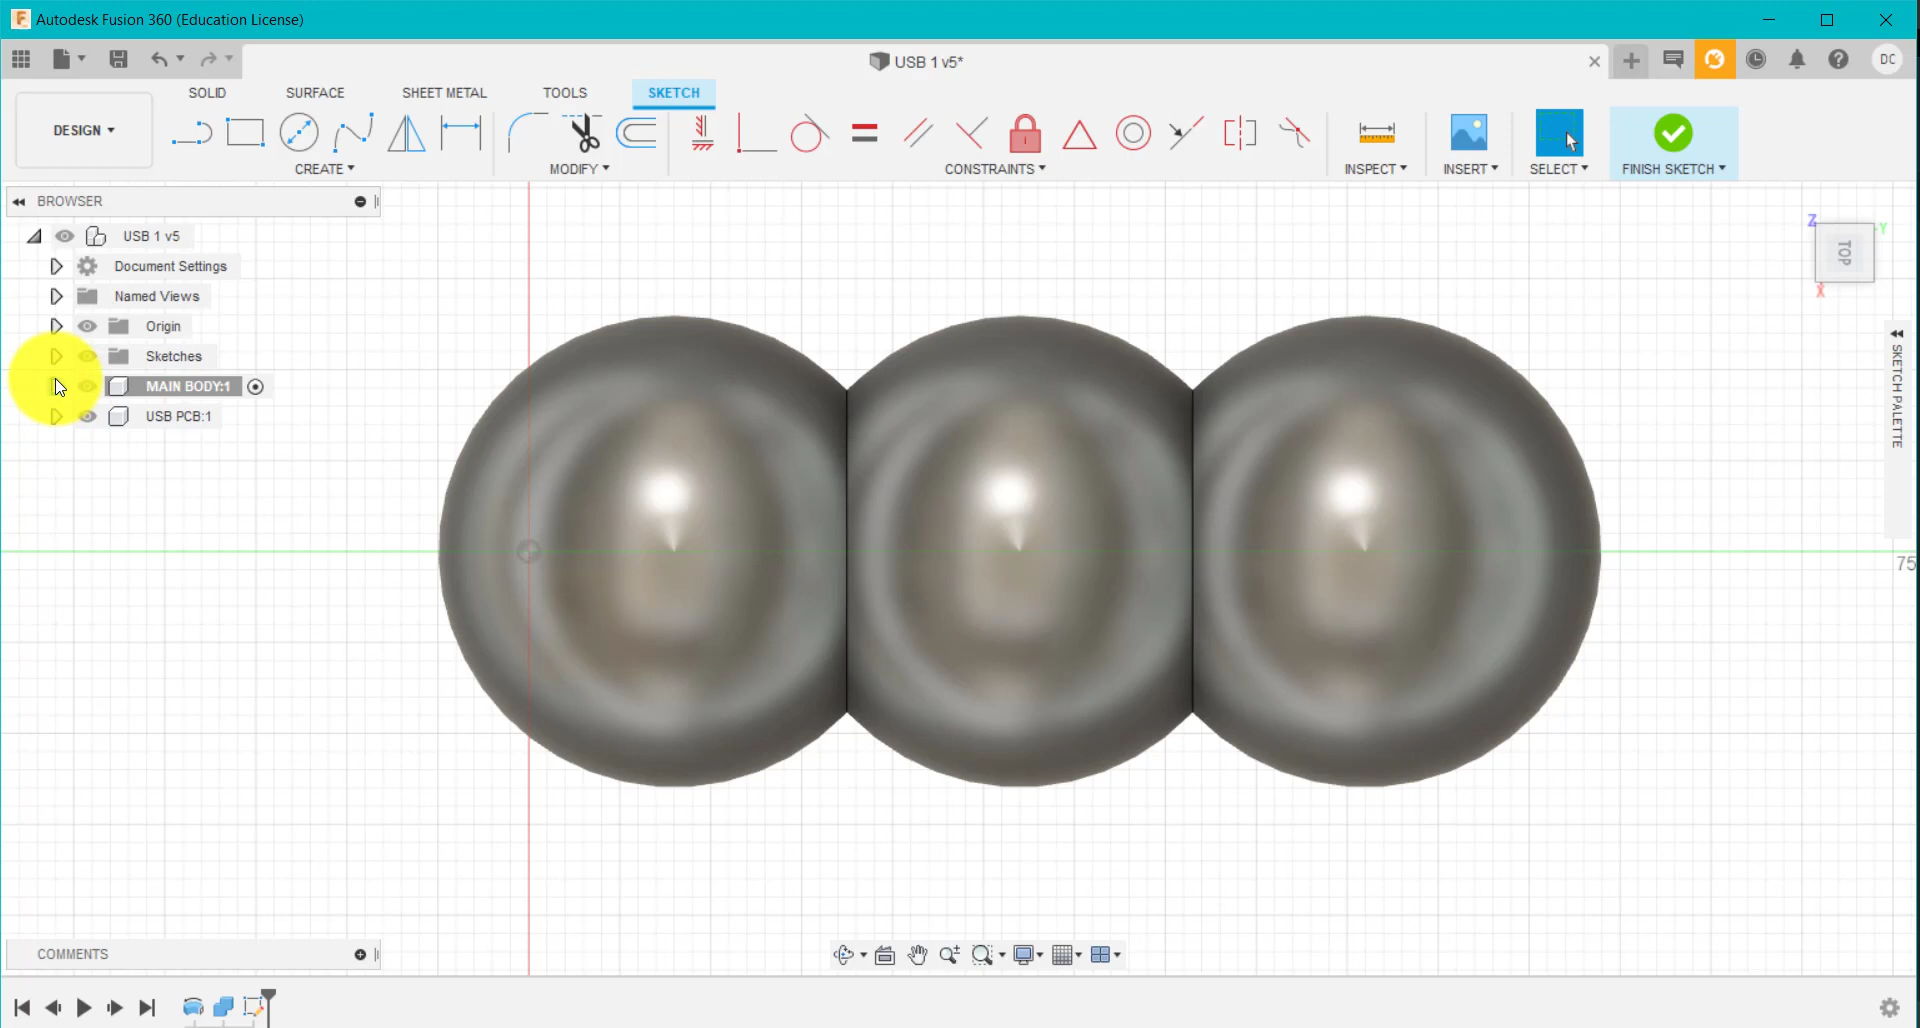 Autodesk Fusion 360 (Education License)
USB 1 v5*
DC
SOLID
SURFACE
SHEET METAL
TOOLS
SKETCH
DESIGN
CREATE
MODIFY
CONSTRAINTS
INSPECT
INSERT
SELECT
FINISH SKETCH
BROWSER
USB 1 v5
Document Settings
Named Views
Origin
Sketches
MAIN BODY:1
USB PCB:1
Z
Y
TOP
X
SKETCH PALETTE
75
COMMENTS